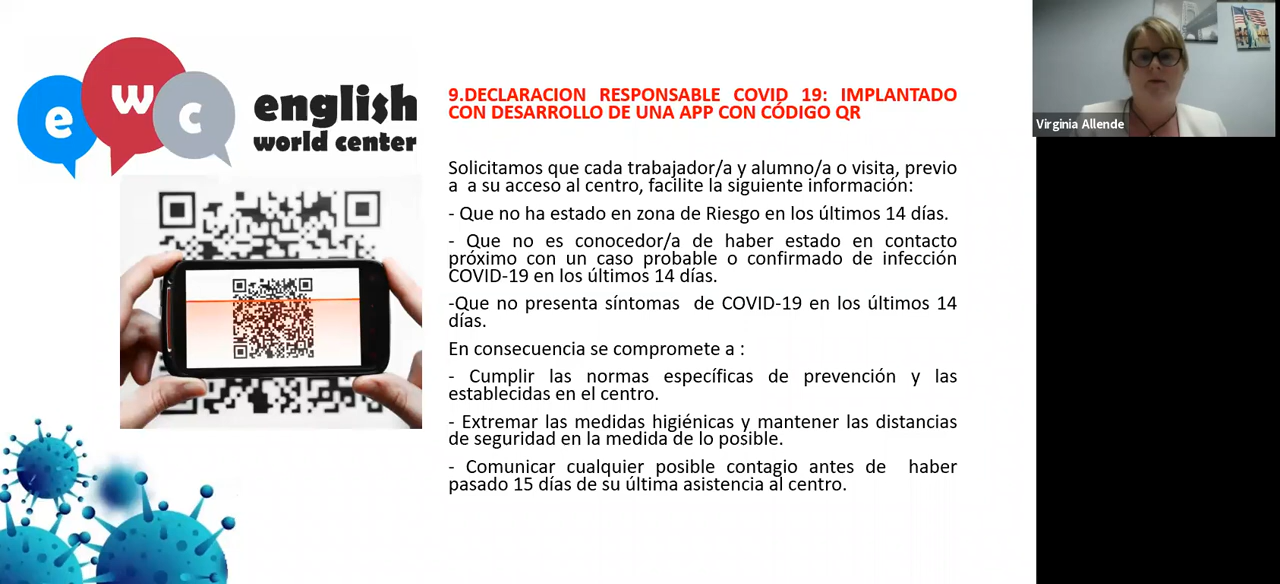 e w c
english
world center
9.DECLARACION RESPONSABLE COVID 19: IMPLANTADO
CON DESARROLLO DE UNA APP CON CÓDIGO QR
Solicitamos que cada trabajador/a y alumno/a o visita, previo
a a su acceso al centro, facilite la siguiente información:
- Que no ha estado en zona de Riesgo en los últimos 14 días.
- Que no es conocedor/a de haber estado en contacto
próximo con un caso probable o confirmado de infección
COVID-19 en los últimos 14 días.
-Que no presenta síntomas de COVID-19 en los últimos 14
días.
En consecuencia se compromete a :
- Cumplir las normas específicas de prevención y las
establecidas en el centro.
- Extremar las medidas higiénicas y mantener las distancias
de seguridad en la medida de lo posible.
- Comunicar cualquier posible contagio antes de haber
pasado 15 días de su última asistencia al centro.
Virginia Allende